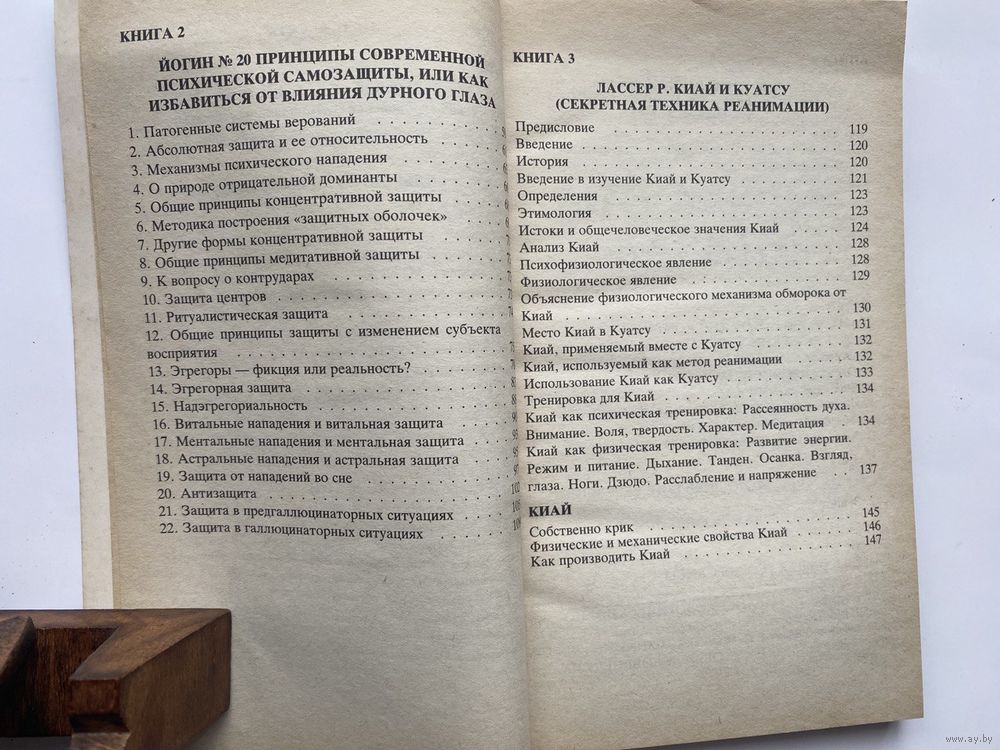 КНИГА 2
ЙОГИН № 20 ПРИНЦИПЫ СОВРЕМЕННОЙ
ПСИХИЧЕСКОЙ САМОЗАЩИТЫ, ИЛИ КАК
ИЗБАВИТЬСЯ ОТ ВЛИЯНИЯ ДУРНОГО ГЛАЗА
1. Патогенные системы верований
2. Абсолютная защита и ее относительность
3. Механизмы психического нападения
4. О природе отрицательной доминанты
5. Общие принципы концентративной защиты
6. Методика построения «защитных оболочек»
7. Другие формы концентративной защиты
8. Общие принципы медитативной защиты
9. К вопросу о контрударах
10. Защита центров
11. Ритуалистическая защита
12. Общие принципы защиты с изменением субъекта
восприятия
13. Эгрегоры — фикция или реальность?
14. Эгрегорная защита
15. Надэгрегориальность
16. Витальные нападения и витальная защита
17. Ментальные нападения и ментальная защита
18. Астральные нападения и астральная защита
19. Защита от нападений во сне
20. Антизащита
21. Защита в предгаллюцинаторных ситуациях
22. Защита в галлюцинаторных ситуациях
КНИГА 3
ЛАССЕР Р. КИАЙ И КУАТСУ
(СЕКРЕТНАЯ ТЕХНИКА РЕАНИМАЦИИ)
Предисловие 119
Введение 120
История 120
Введение в изучение Киай и Куатсу 121
Определения 123
Этимология 123
Истоки и общечеловеческое значения Киай 124
Анализ Киай 128
Психофизиологическое явление 128
Физиологическое явление 129
Объяснение физиологического механизма обморока от
Киай 130
Место Киай в Куатсу 131
Киай, применяемый вместе с Куатсу 132
Киай, используемый как метод реанимации 132
Использование Киай как Куатсу 133
Тренировка для Киай 134
Киай как психическая тренировка: Рассеянность духа.
Внимание. Воля, твердость. Характер. Медитация 134
Киай как физическая тренировка: Развитие энергии.
Режим и питание. Дыхание. Танден. Осанка. Взгляд,
глаза. Ноги. Дзюдо. Расслабление и напряжение 137
КИАЙ
Собственно крик 145
Физические и механические свойства Киай 146
Как производить Киай 147
www.ay.by